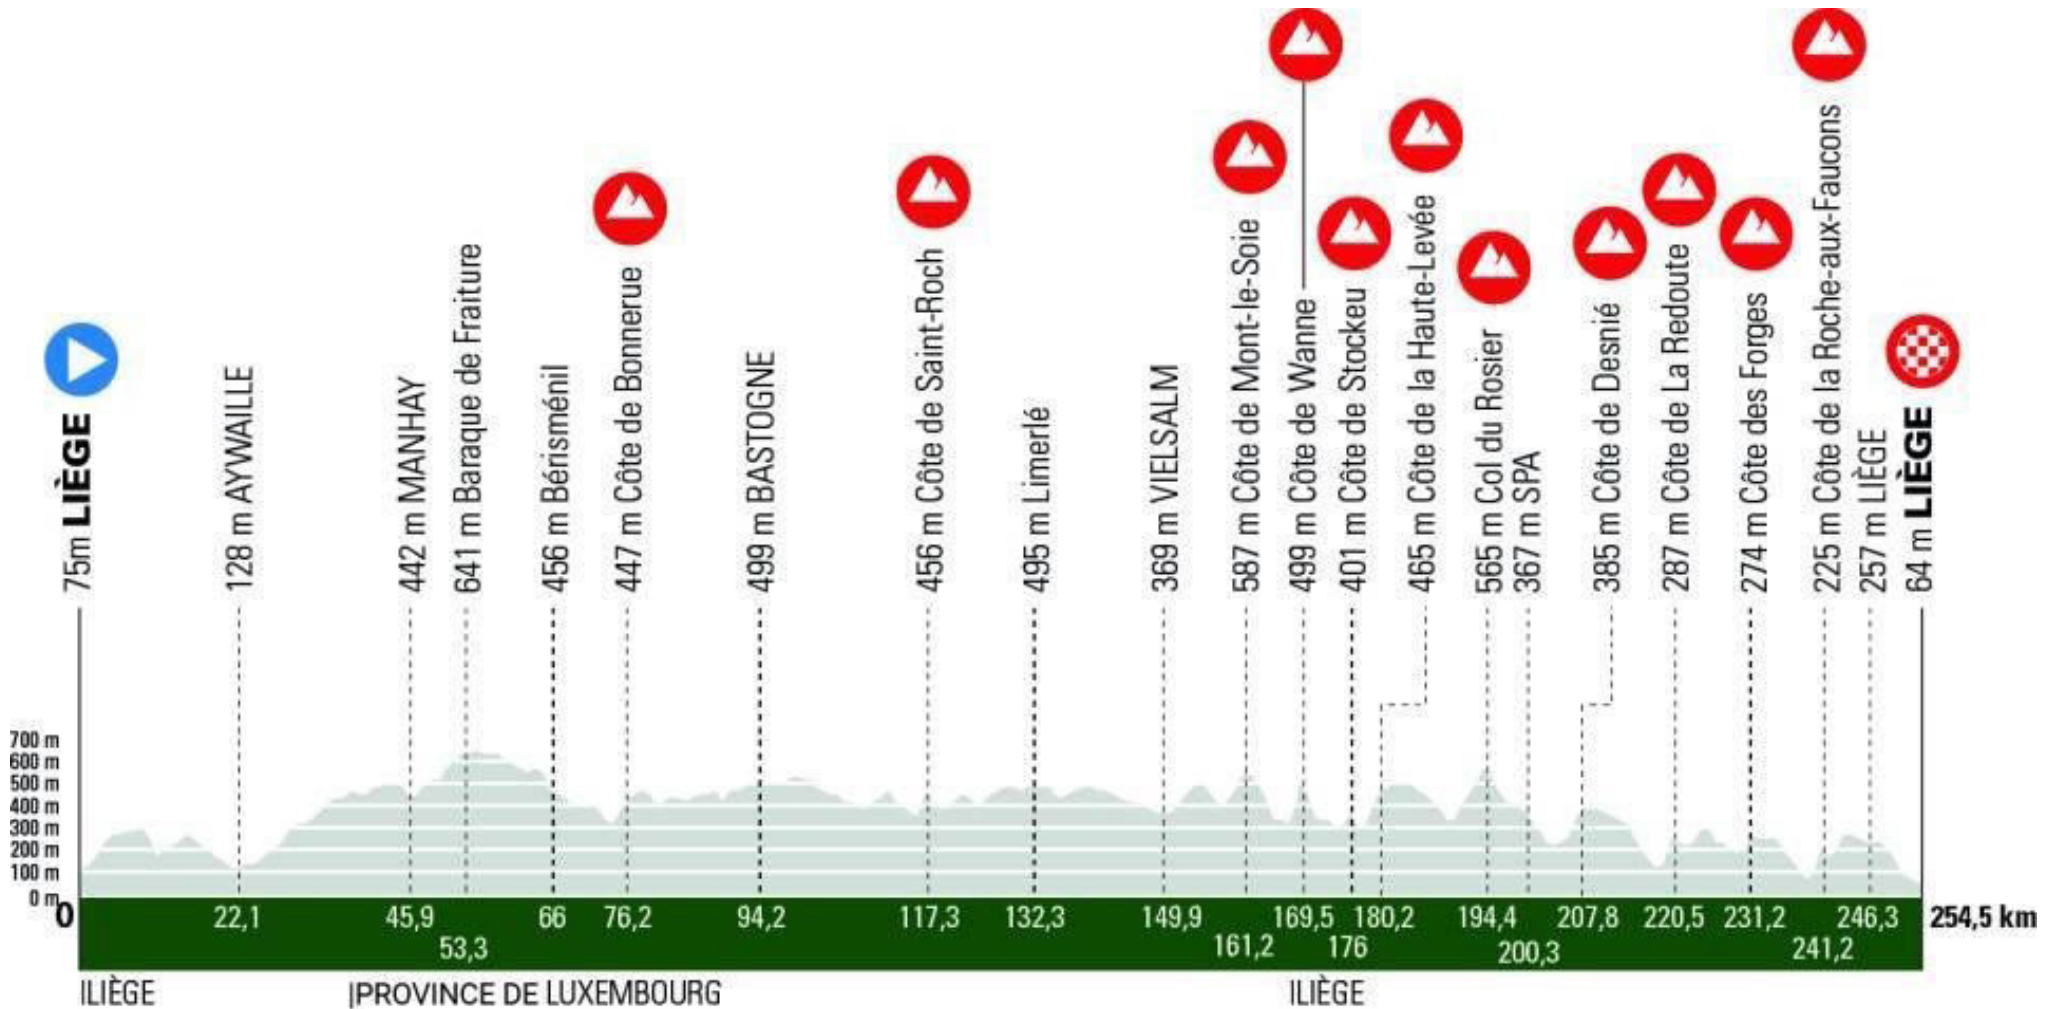 75m LIÈGE
128 m AYWAILLE
442 m MANHAY
641 m Baraque de Fraiture
456 m Bérisménil
447 m Côte de Bonnerue
499 m BASTOGNE
456 m Côte de Saint-Roch
495 m Limerlé
369 m VIELSALM
587 m Côte de Mont-le-Soie
499 m Côte de Wanne
401 m Côte de Stockeu
465 m Côte de la Haute-Levée
565 m Col du Rosier
367 m SPA
385 m Côte de Desnié
287 m Côte de La Redoute
274 m Côte des Forges
225 m Côte de la Roche-aux-Faucons
257 m LIÈGE
64 m LIÈGE
700 m
600 m
500 m
400 m
300 m
200 m
100 m
0 m
0 22,1 45,9 66 76,2 94,2 117,3 132,3 149,9 169,5 180,2 194,4 207,8 220,5 231,2 246,3 254,5 km
53,3 161,2 176 200,3 241,2
ILIÈGE |PROVINCE DE LUXEMBOURG ILIÈGE